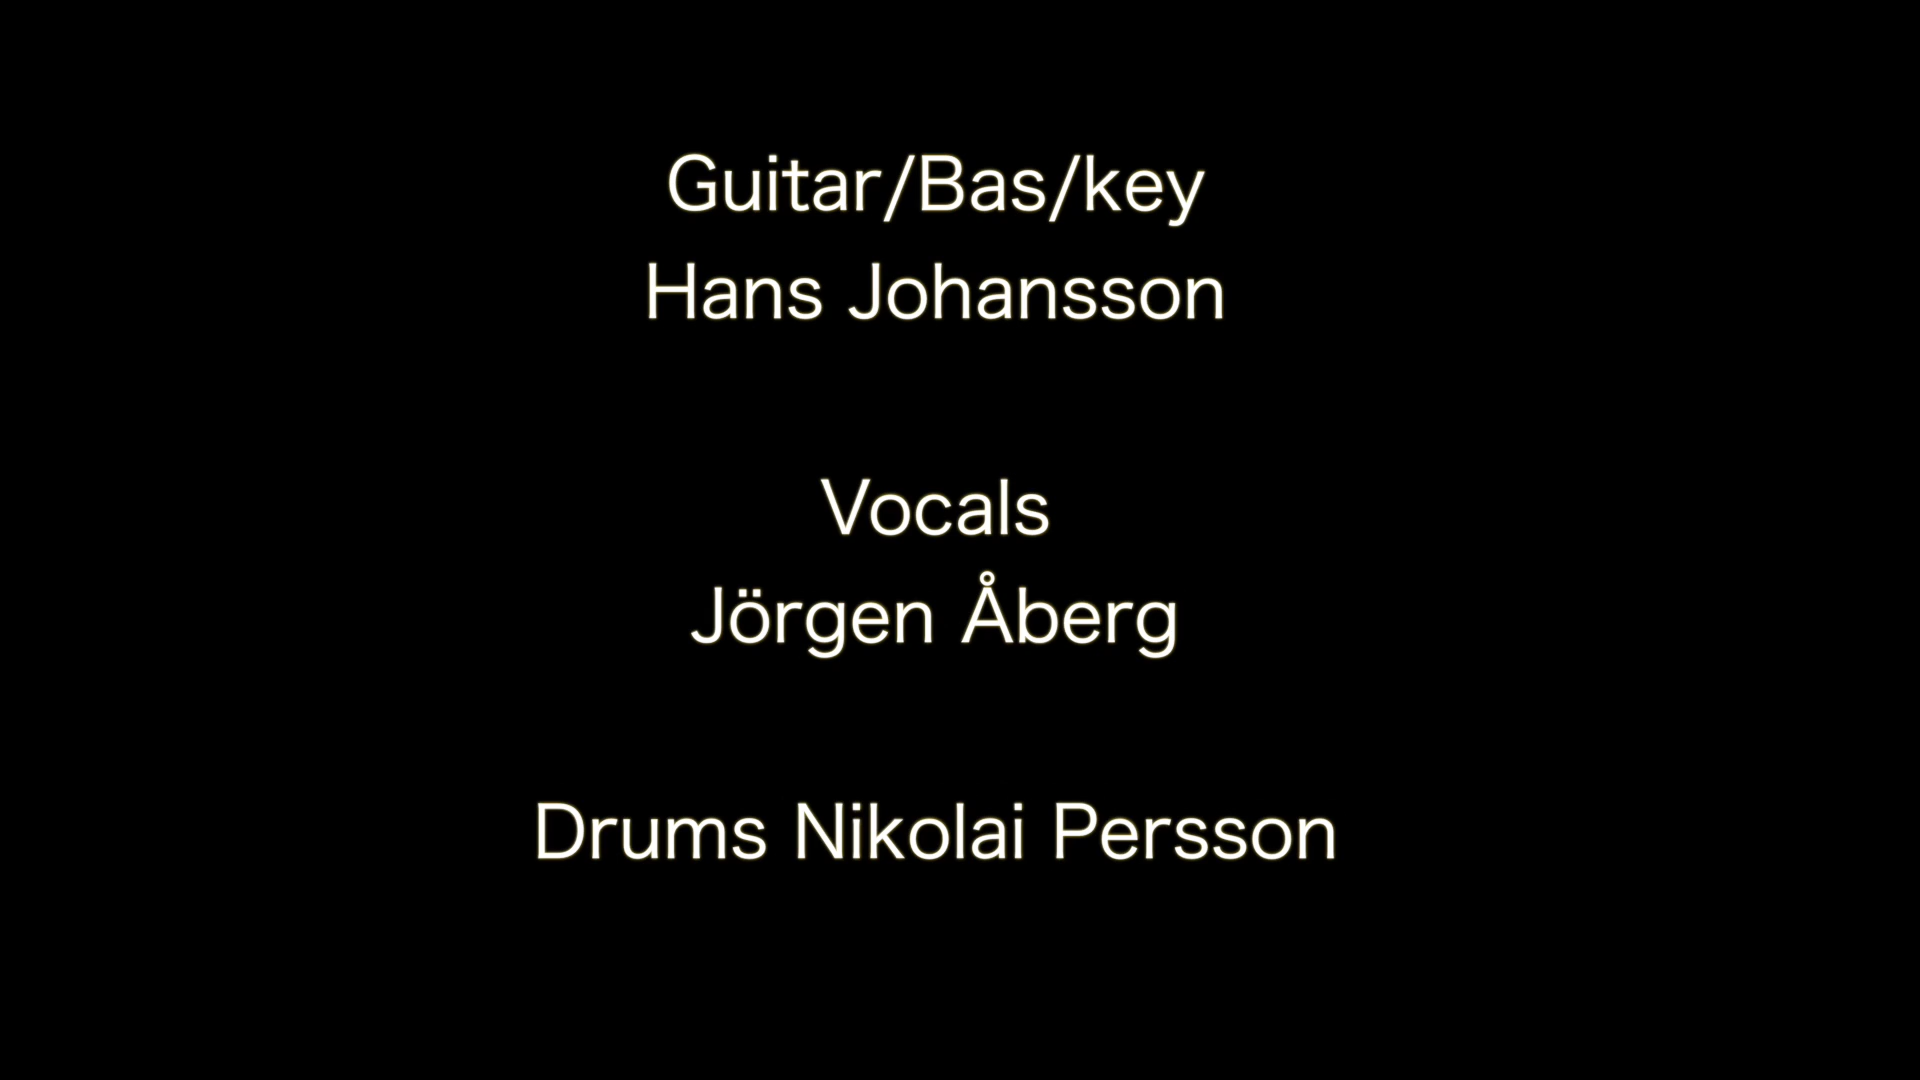 Guitar/Bas/key
Hans Johansson
Vocals
Jörgen Åberg
Drums Nikolai Persson